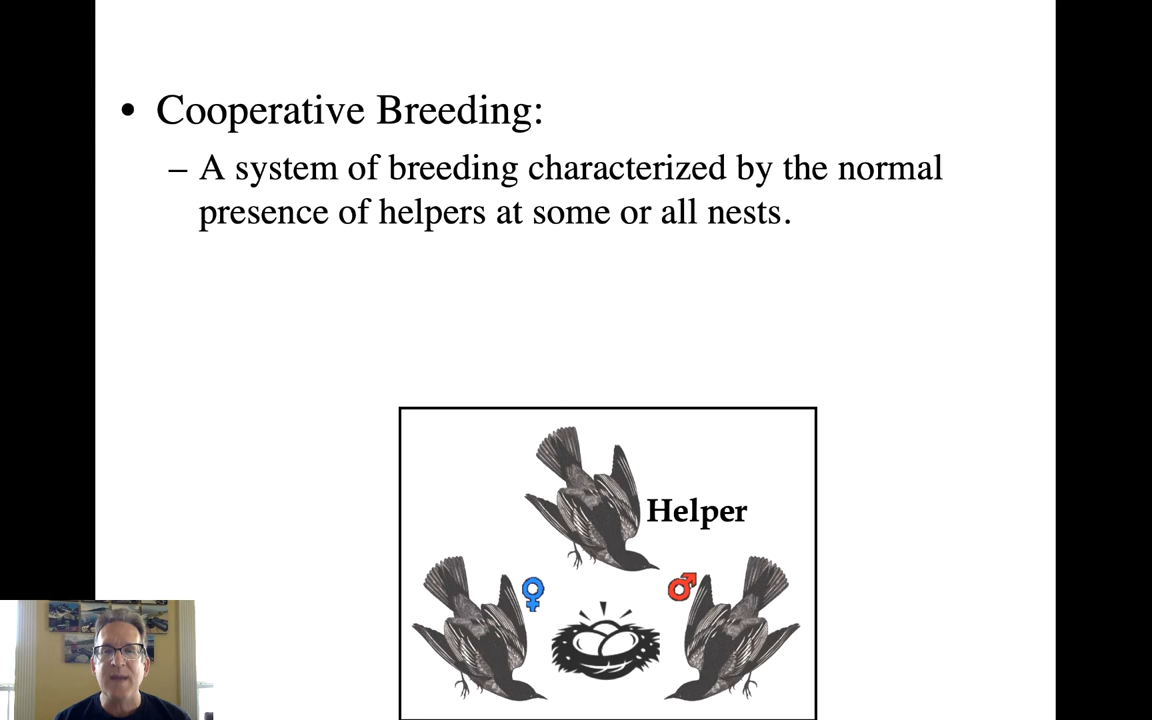 • Cooperative Breeding:
– A system of breeding characterized by the normal
presence of helpers at some or all nests.
Helper